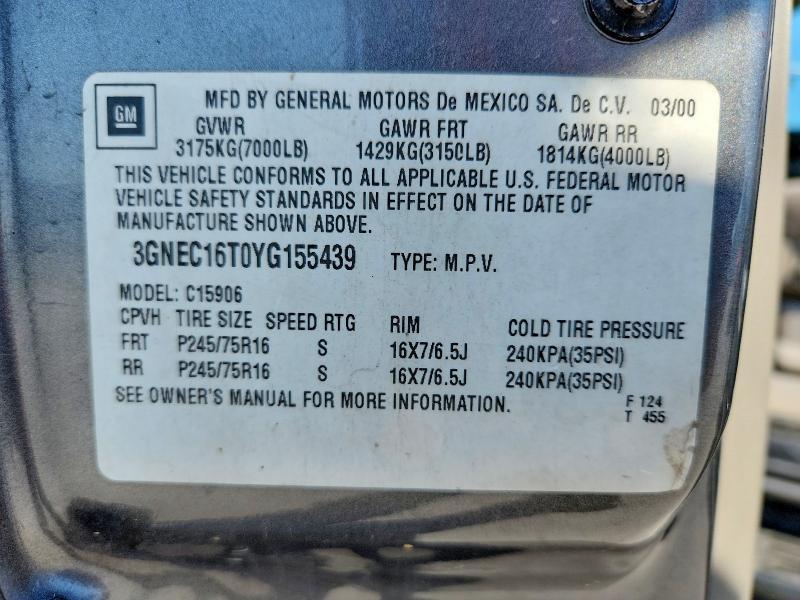 GM
MFD BY GENERAL MOTORS De MEXICO SA. De C.V. 03/00
GVWR GAWR FRT GAWR RR
3175KG(7000LB) 1429KG(3150LB) 1814KG(4000LB)
THIS VEHICLE CONFORMS TO ALL APPLICABLE U.S. FEDERAL MOTOR
VEHICLE SAFETY STANDARDS IN EFFECT ON THE DATE OF
MANUFACTURE SHOWN ABOVE.
3GNEC16T0YG155439 TYPE: M.P.V.
MODEL: C15906
CPVH TIRE SIZE SPEED RTG RIM COLD TIRE PRESSURE
FRT P245/75R16 S 16X7/6.5J 240KPA(35PSI)
RR P245/75R16 S 16X7/6.5J 240KPA(35PSI)
SEE OWNER'S MANUAL FOR MORE INFORMATION. F 124
T 455